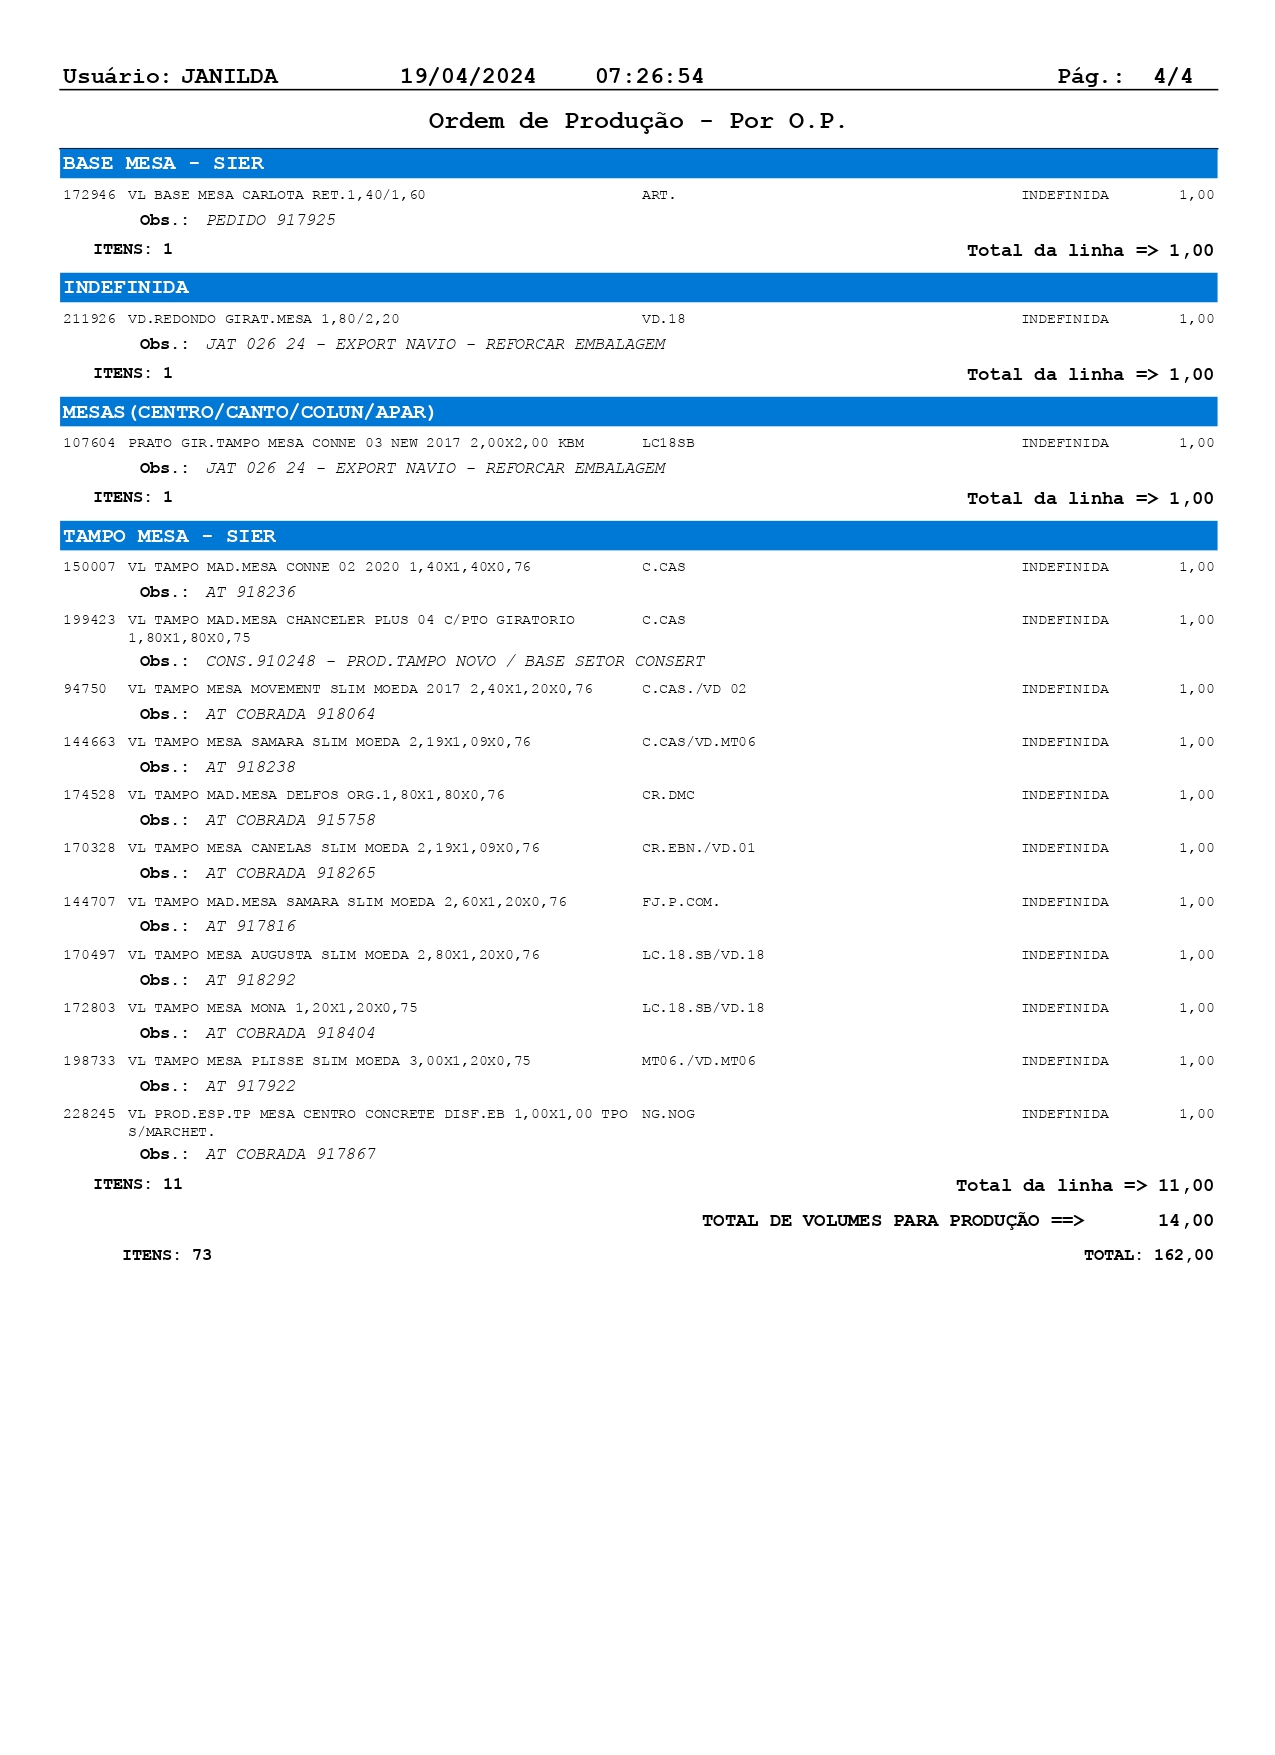 Usuário: JANILDA 19/04/2024 07:26:54 Pág.: 4/4
Ordem de Produção - Por O.P.
BASE MESA - SIER
172946 VL BASE MESA CARLOTA RET.1,40/1,60 ART. INDEFINIDA 1,00
Obs.: PEDIDO 917925
ITENS: 1 Total da linha => 1,00
INDEFINIDA
211926 VD.REDONDO GIRAT.MESA 1,80/2,20 VD.18 INDEFINIDA 1,00
Obs.: JAT 026 24 - EXPORT NAVIO - REFORCAR EMBALAGEM
ITENS: 1 Total da linha => 1,00
MESAS(CENTRO/CANTO/COLUN/APAR)
107604 PRATO GIR.TAMPO MESA CONNE 03 NEW 2017 2,00X2,00 KBM LC18SB INDEFINIDA 1,00
Obs.: JAT 026 24 - EXPORT NAVIO - REFORCAR EMBALAGEM
ITENS: 1 Total da linha => 1,00
TAMPO MESA - SIER
150007 VL TAMPO MAD.MESA CONNE 02 2020 1,40X1,40X0,76 C.CAS INDEFINIDA 1,00
Obs.: AT 918236
199423 VL TAMPO MAD.MESA CHANCELER PLUS 04 C/PTO GIRATORIO C.CAS INDEFINIDA 1,00
1,80X1,80X0,75
Obs.: CONS.910248 - PROD.TAMPO NOVO / BASE SETOR CONSERT
94750 VL TAMPO MESA MOVEMENT SLIM MOEDA 2017 2,40X1,20X0,76 C.CAS./VD 02 INDEFINIDA 1,00
Obs.: AT COBRADA 918064
144663 VL TAMPO MESA SAMARA SLIM MOEDA 2,19X1,09X0,76 C.CAS/VD.MT06 INDEFINIDA 1,00
Obs.: AT 918238
174528 VL TAMPO MAD.MESA DELFOS ORG.1,80X1,80X0,76 CR.DMC INDEFINIDA 1,00
Obs.: AT COBRADA 915758
170328 VL TAMPO MESA CANELAS SLIM MOEDA 2,19X1,09X0,76 CR.EBN./VD.01 INDEFINIDA 1,00
Obs.: AT COBRADA 918265
144707 VL TAMPO MAD.MESA SAMARA SLIM MOEDA 2,60X1,20X0,76 FJ.P.COM. INDEFINIDA 1,00
Obs.: AT 917816
170497 VL TAMPO MESA AUGUSTA SLIM MOEDA 2,80X1,20X0,76 LC.18.SB/VD.18 INDEFINIDA 1,00
Obs.: AT 918292
172803 VL TAMPO MESA MONA 1,20X1,20X0,75 LC.18.SB/VD.18 INDEFINIDA 1,00
Obs.: AT COBRADA 918404
198733 VL TAMPO MESA PLISSE SLIM MOEDA 3,00X1,20X0,75 MT06./VD.MT06 INDEFINIDA 1,00
Obs.: AT 917922
228245 VL PROD.ESP.TP MESA CENTRO CONCRETE DISF.EB 1,00X1,00 TPO NG.NOG INDEFINIDA 1,00
S/MARCHET.
Obs.: AT COBRADA 917867
ITENS: 11 Total da linha => 11,00
TOTAL DE VOLUMES PARA PRODUÇÃO ==> 14,00
ITENS: 73 TOTAL: 162,00